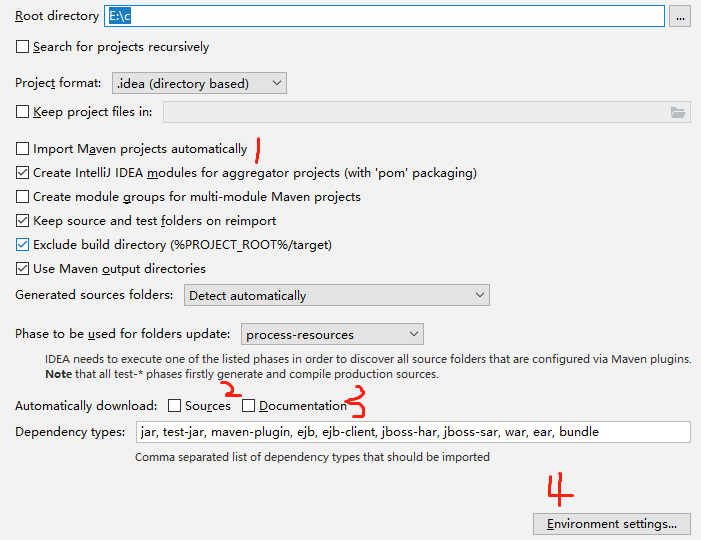 Root directory E:\c ...
Search for projects recursively
Project format: .idea (directory based)
Keep project files in:
Import Maven projects automatically 1
Create IntelliJ IDEA modules for aggregator projects (with 'pom' packaging)
Create module groups for multi-module Maven projects
Keep source and test folders on reimport
Exclude build directory (%PROJECT_ROOT%/target)
Use Maven output directories
Generated sources folders: Detect automatically
Phase to be used for folders update: process-resources
IDEA needs to execute one of the listed phases in order to discover all source folders that are configured via Maven plugins.
Note that all test-* phases firstly generate and compile production sources.
Automatically download: Sources 2 Documentation 3
Dependency types: jar, test-jar, maven-plugin, ejb, ejb-client, jboss-har, jboss-sar, war, ear, bundle
Comma separated list of dependency types that should be imported
4
Environment settings...